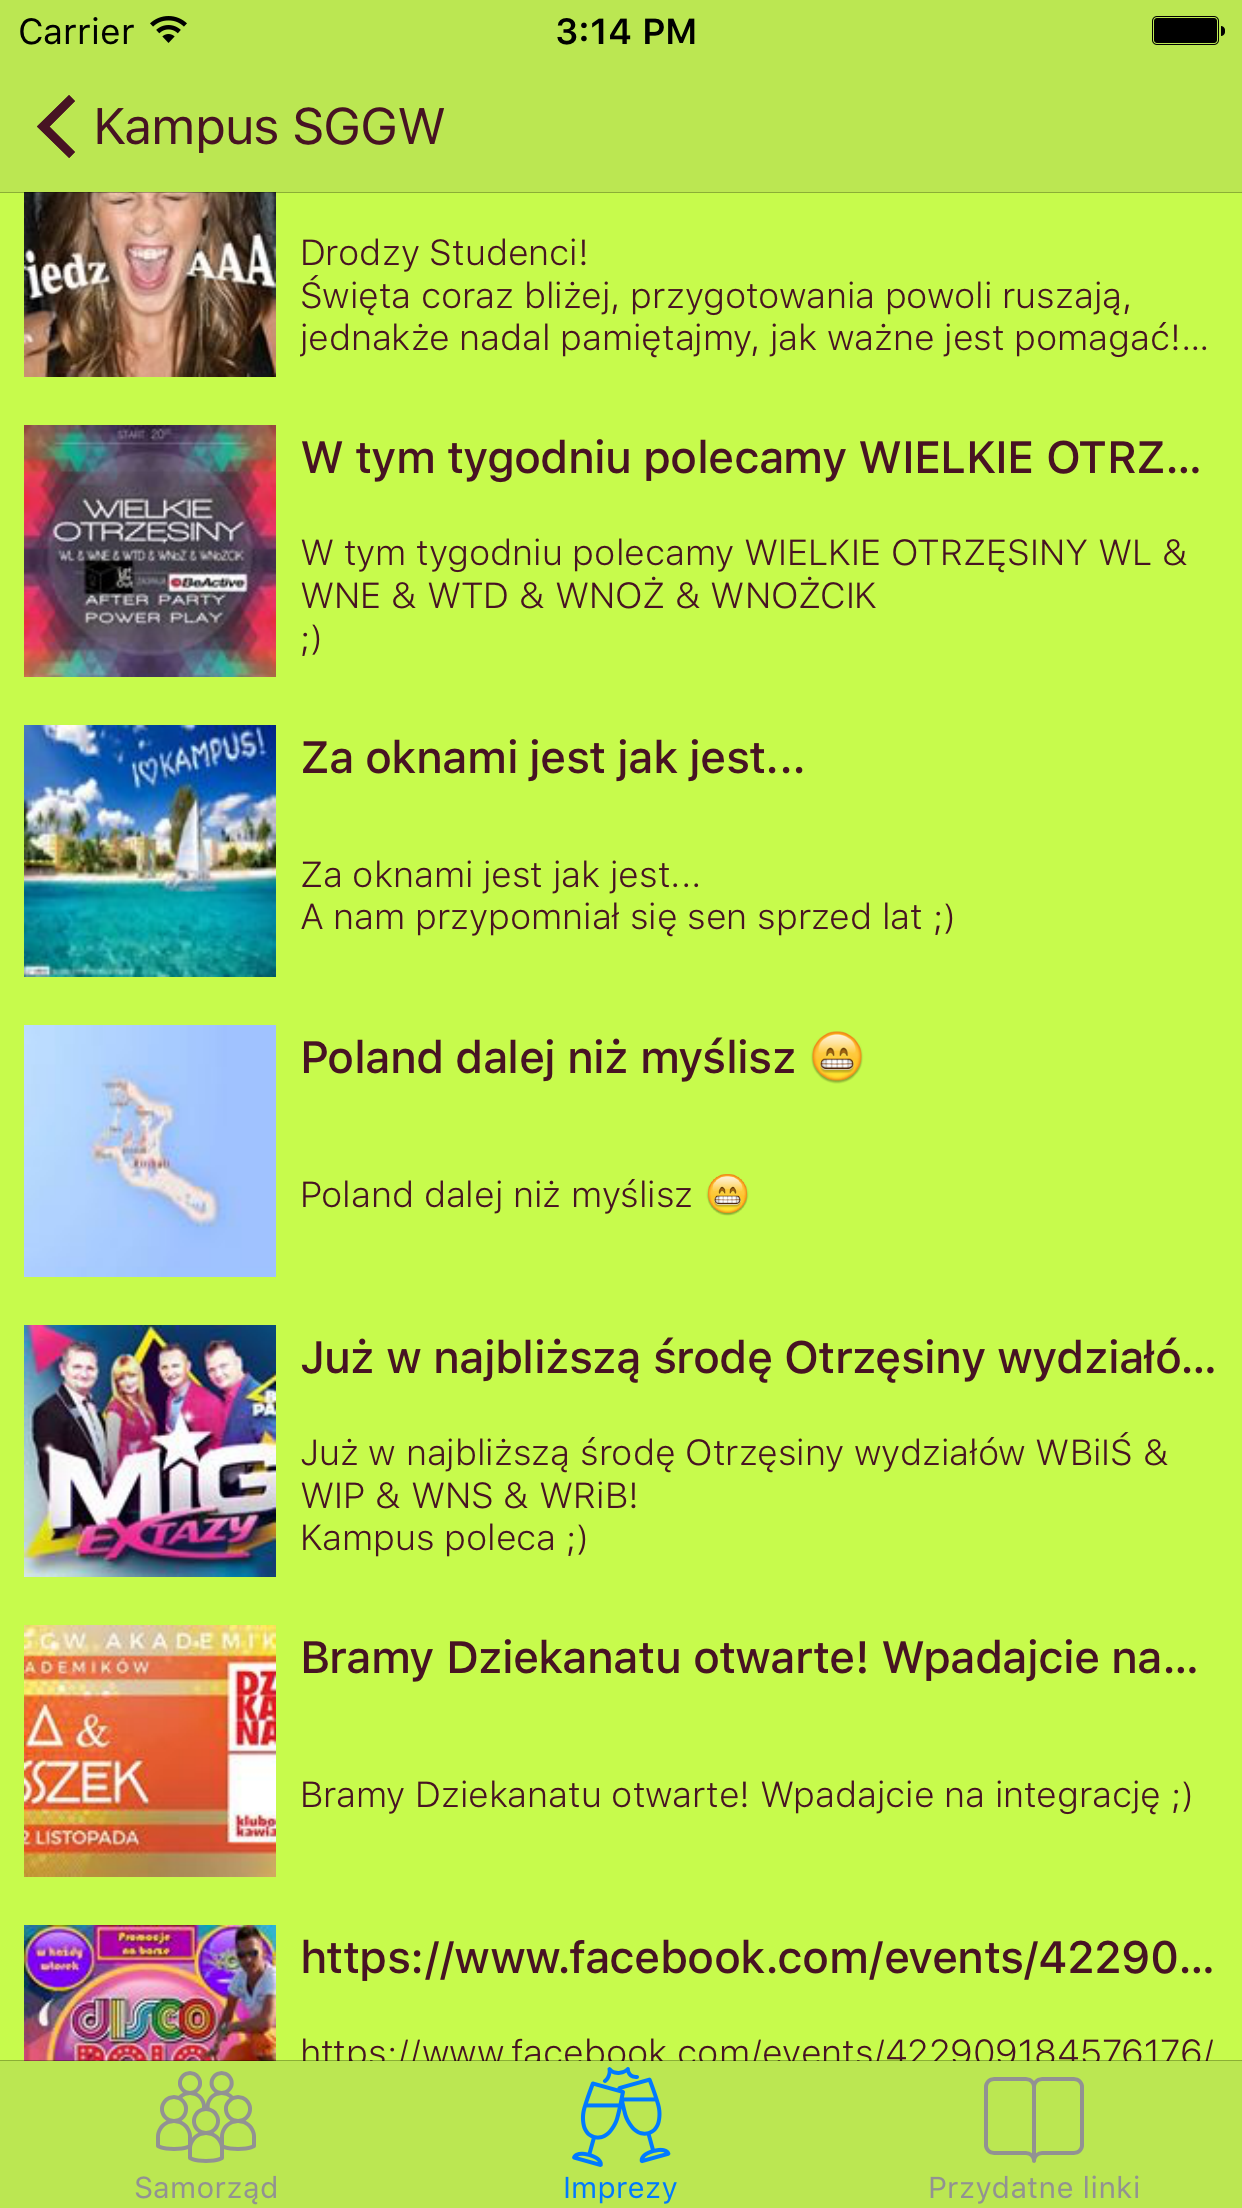 Carrier
3:14 PM
Kampus SGGW
iedz
AAA
Drodzy Studenci!
Święta coraz bliżej, przygotowania powoli ruszają,
jednakże nadal pamiętajmy, jak ważne jest pomagać!...
START 20
WIELKIE
OTRZĘSINY
WL & WNE & WTD & WNoŻ & WNoŻCIK
BeActive
AFTER PARTY
POWER PLAY
W tym tygodniu polecamy WIELKIE OTRZ...
W tym tygodniu polecamy WIELKIE OTRZĘSINY WL &
WNE & WTD & WNOŻ & WNOŻCIK
;)
I♡KAMPUS!
Za oknami jest jak jest...
Za oknami jest jak jest...
A nam przypomniał się sen sprzed lat ;)
Poland dalej niż myślisz 😁
Poland dalej niż myślisz 😁
MiG
EXTAZY
Już w najbliższą środę Otrzęsiny wydziałó...
Już w najbliższą środę Otrzęsiny wydziałów WBiIŚ &
WIP & WNS & WRiB!
Kampus poleca ;)
GGW AKADEMIK
ADEMIKÓW
DZ
KA
NA
&
SSZEK
2 LISTOPADA
klubo
kawia
Bramy Dziekanatu otwarte! Wpadajcie na...
Bramy Dziekanatu otwarte! Wpadajcie na integrację ;)
w każdy
wtorek
Promocje
na barze
DISCO
POLO
https://www.facebook.com/events/42290...
https://www.facebook.com/events/422909184576176/
Samorząd
Imprezy
Przydatne linki